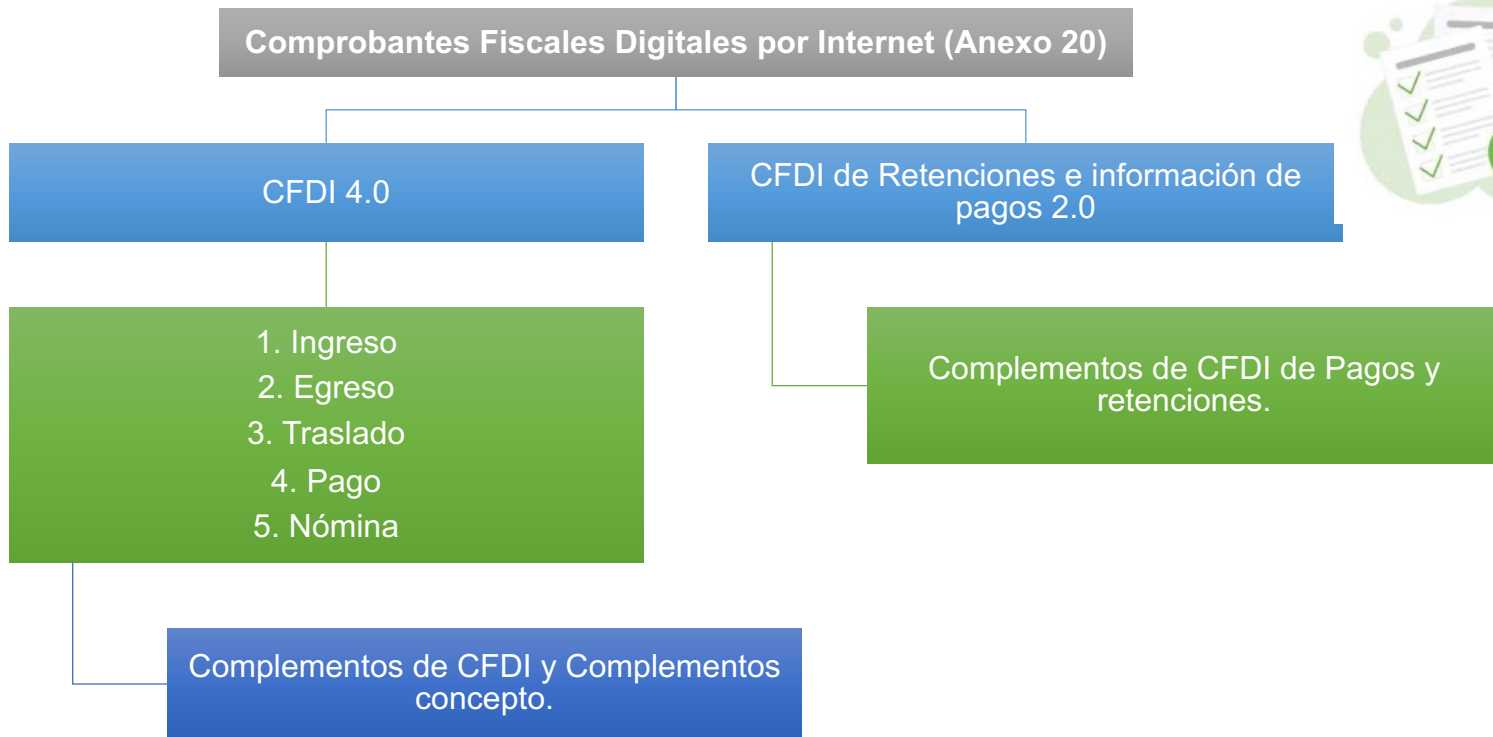 Comprobantes Fiscales Digitales por Internet (Anexo 20)
CFDI 4.0
CFDI de Retenciones e información de
pagos 2.0
1. Ingreso
2. Egreso
3. Traslado
4. Pago
5. Nómina
Complementos de CFDI de Pagos y
retenciones.
Complementos de CFDI y Complementos
concepto.